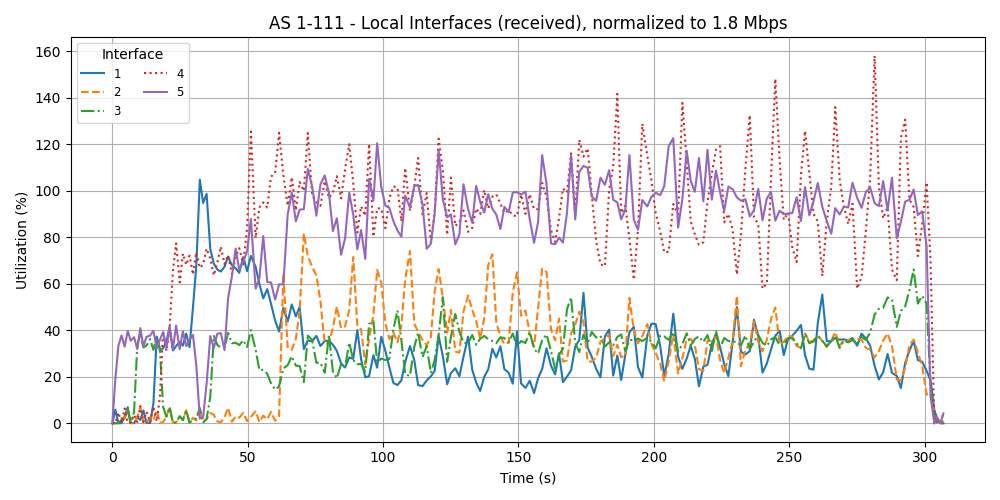 AS 1-111 - Local Interfaces (received), normalized to 1.8 Mbps
Interface
1 4
2 5
3
Utilization (%)
160
140
120
100
80
60
40
20
0
0 50 100 150 200 250 300
Time (s)